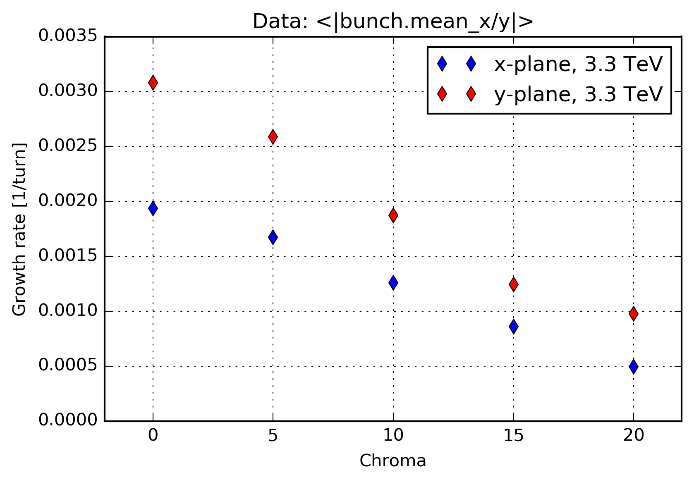 Data: <|bunch.mean_x/y|>
x-plane, 3.3 TeV
y-plane, 3.3 TeV
Growth rate [1/turn]
0.0035
0.0030
0.0025
0.0020
0.0015
0.0010
0.0005
0.0000
0 5 10 15 20
Chroma